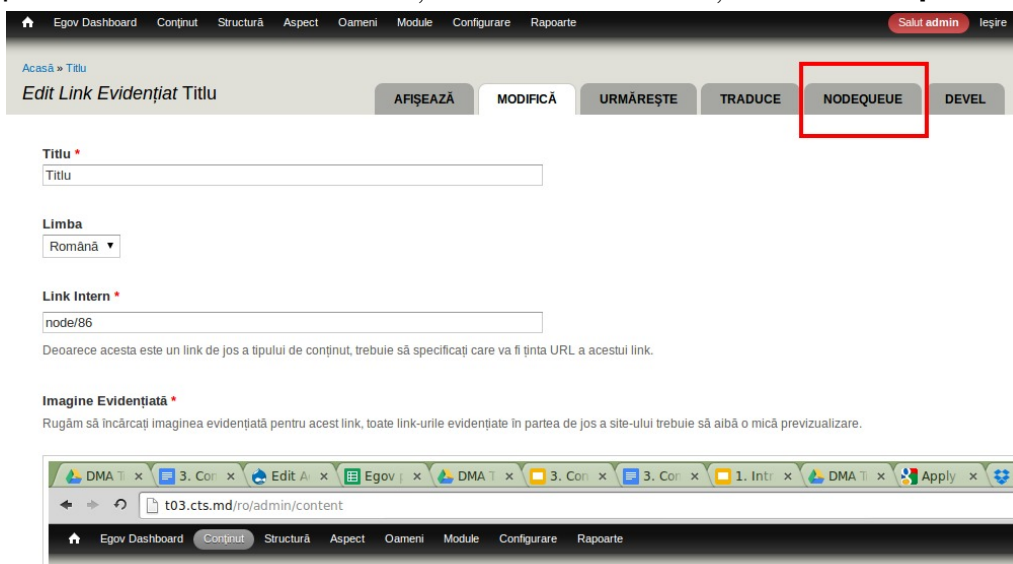 Egov Dashboard Conținut Structură Aspect Oameni Module Configurare Rapoarte Salut admin Ieșire
Acasă » Titlu
Edit Link Evidențiat Titlu
AFIȘEAZĂ MODIFICĂ URMĂREȘTE TRADUCE NODEQUEUE DEVEL
Titlu *
Titlu
Limba
Română
Link Intern *
node/86
Deoarece acesta este un link de jos a tipului de conținut, trebuie să specificați care va fi ținta URL a acestui link.
Imagine Evidențiată *
Rugăm să încărcați imaginea evidențiată pentru acest link, toate link-urile evidențiate în partea de jos a site-ului trebuie să aibă o mică previzualizare.
DMA 3. Con Edit A Egov DMA 3. Con 3. Con 1. Intr DMA Apply
t03.cts.md/ro/admin/content
Egov Dashboard Conținut Structură Aspect Oameni Module Configurare Rapoarte